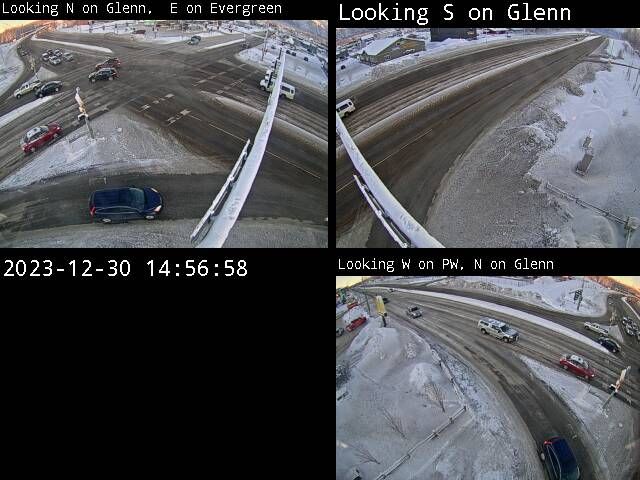 Looking N on Glenn,  E on Evergreen
Looking S on Glenn
2023-12-30 14:56:58
Looking W on PW, N on Glenn